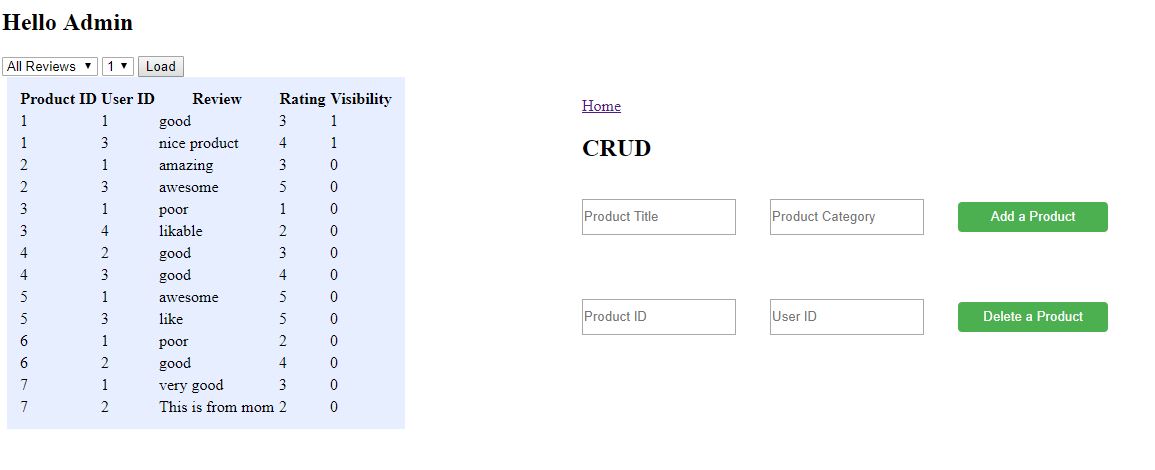 Hello Admin
All Reviews 1 Load
Product ID User ID Review Rating Visibility
1 1 good 3 1
1 3 nice product 4 1
2 1 amazing 3 0
2 3 awesome 5 0
3 1 poor 1 0
3 4 likable 2 0
4 2 good 3 0
4 3 good 4 0
5 1 awesome 5 0
5 3 like 5 0
6 1 poor 2 0
6 2 good 4 0
7 1 very good 3 0
7 2 This is from mom 2 0
Home
CRUD
Product Title Product Category Add a Product
Product ID User ID Delete a Product